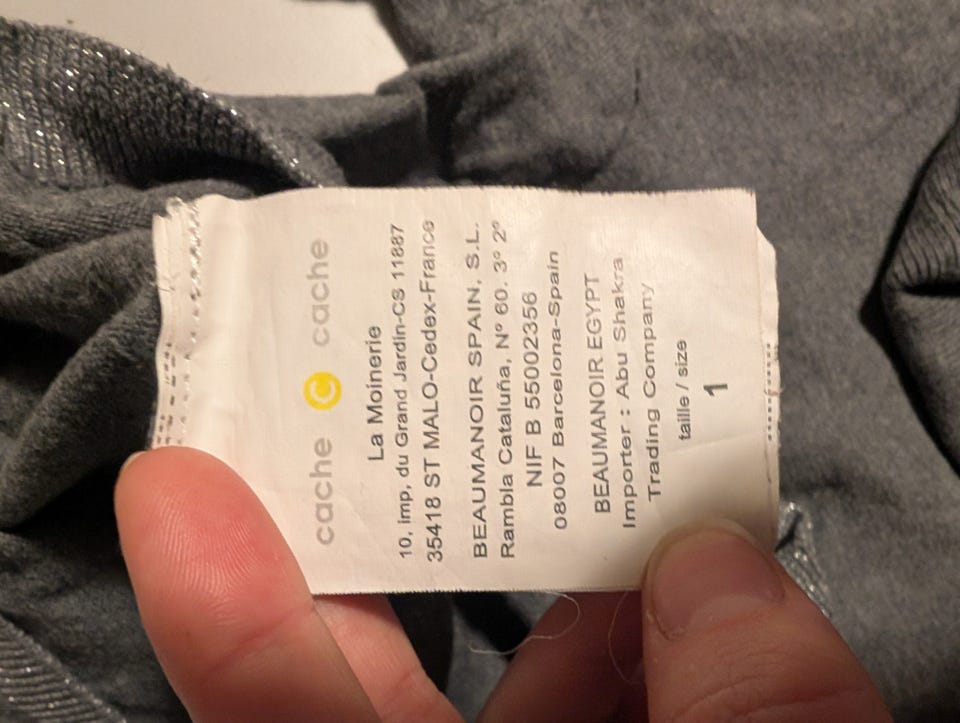 cache C cache
La Moinerie
10, imp, du Grand Jardin-CS 11887
35418 ST MALO-Cedex-France
BEAUMANOIR SPAIN, S.L.
Rambla Cataluña, Nº 60. 3º 2º
NIF B 55002356
08007 Barcelona-Spain
BEAUMANOIR EGYPT
Importer : Abu Shakra
Trading Company
taille / size
1